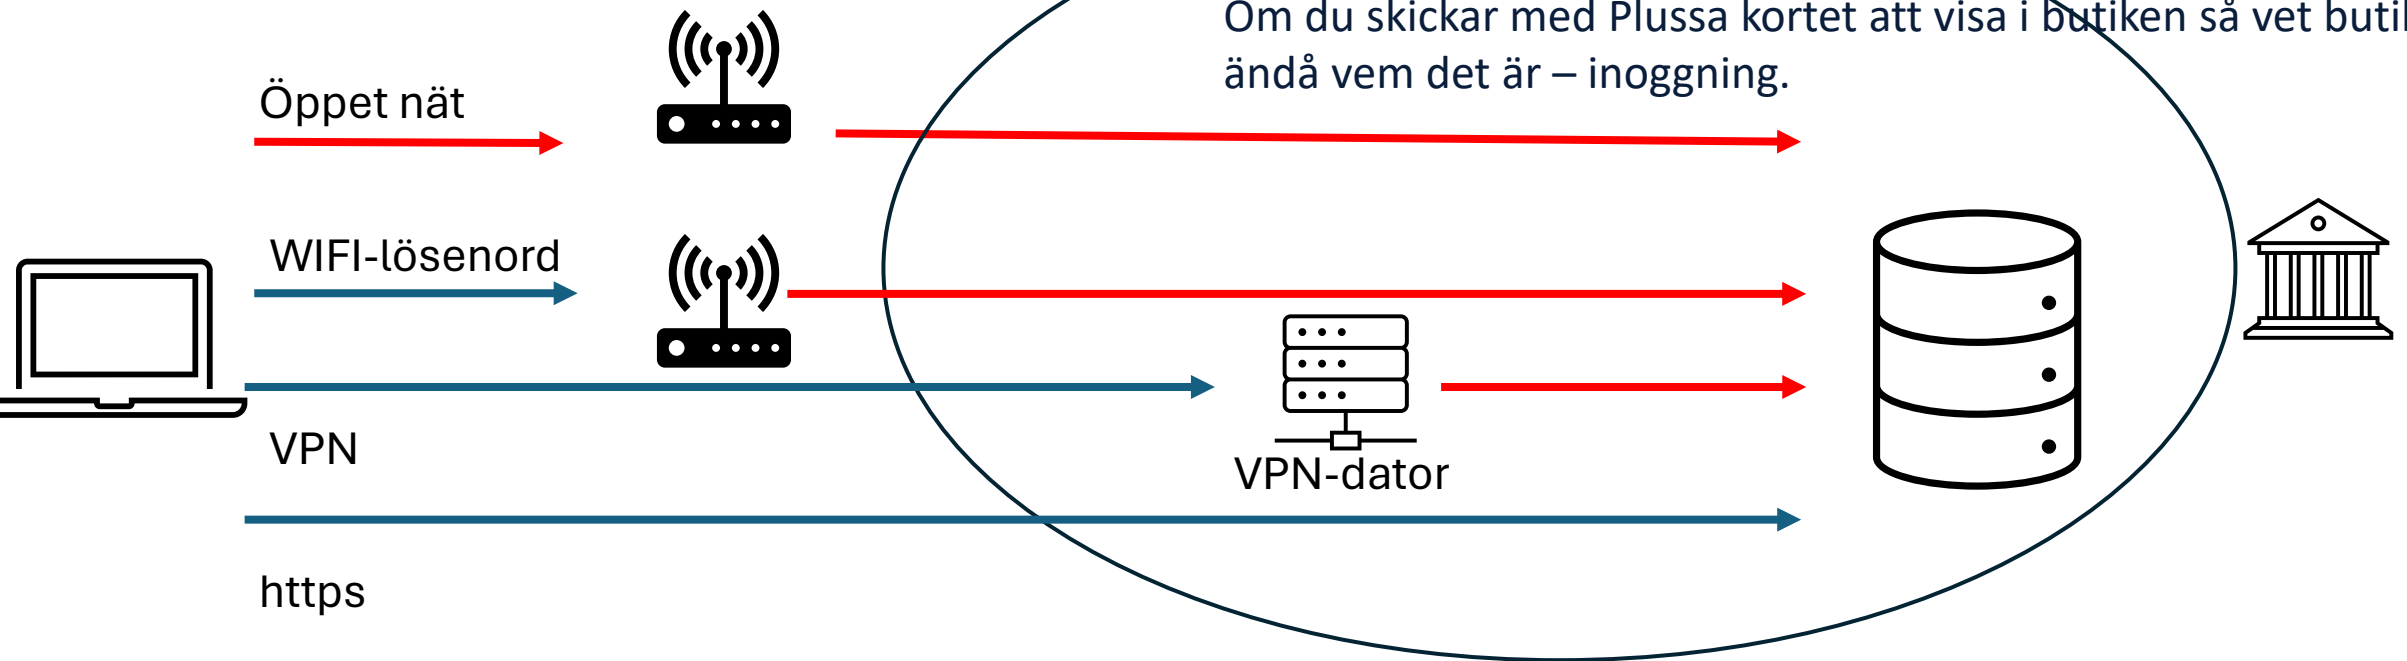 Om du skickar med Plussa kortet att visa i butiken så vet
ändå vem det är – inoggning.
Öppet nät
WIFI-lösenord
VPN
VPN-dator
https